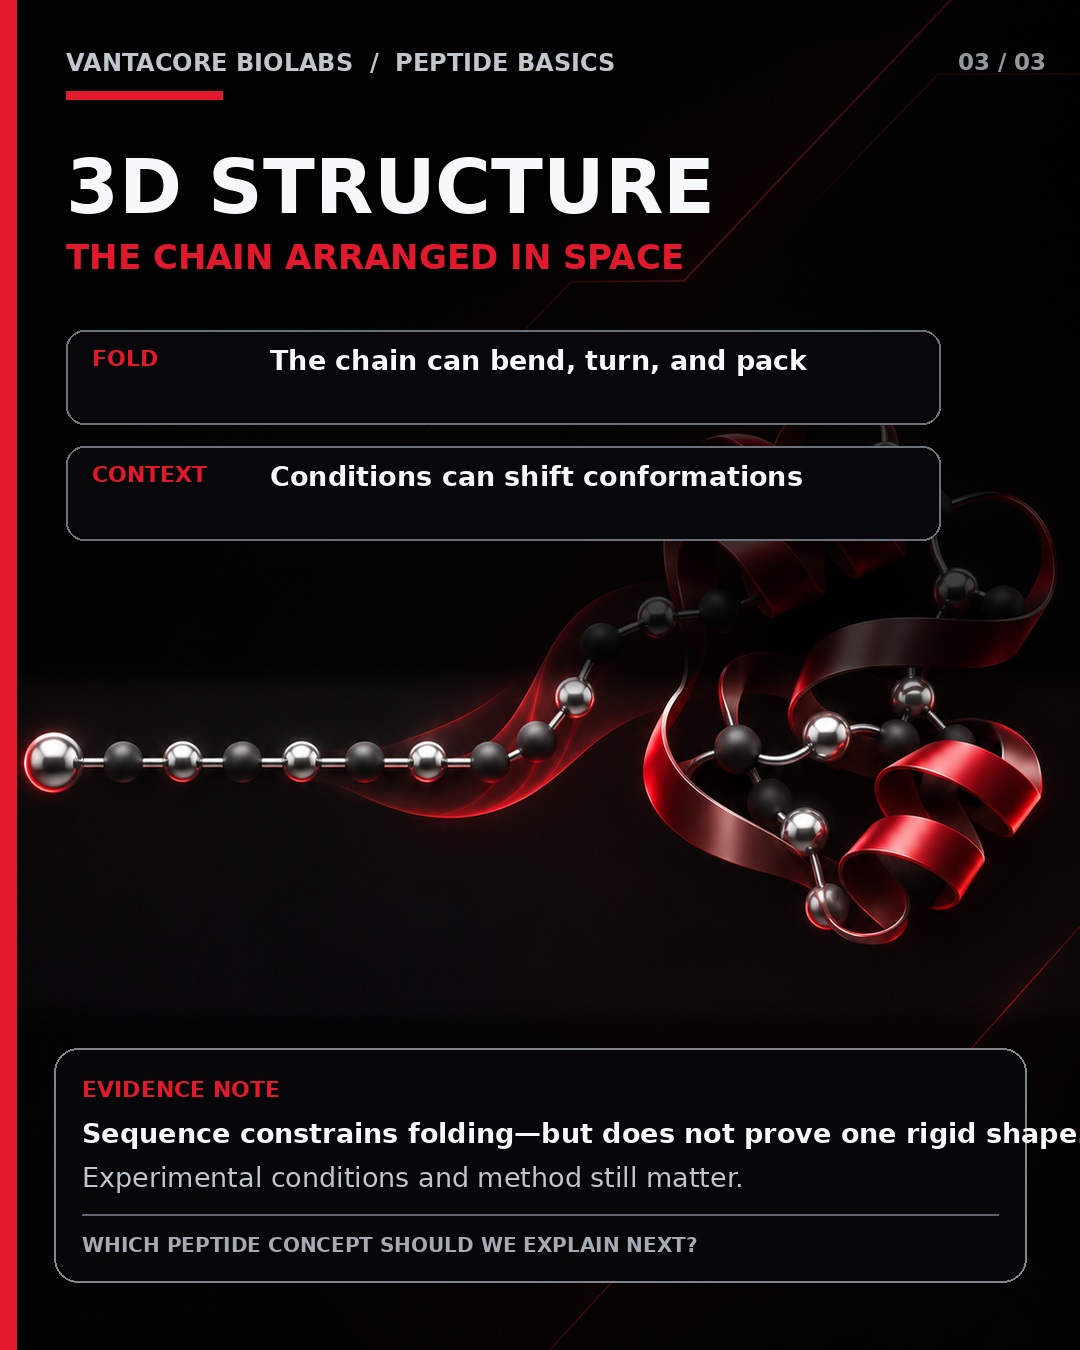 VANTACORE BIOLABS / PEPTIDE BASICS
03 / 03
3D STRUCTURE
THE CHAIN ARRANGED IN SPACE
FOLD The chain can bend, turn, and pack
CONTEXT Conditions can shift conformations
EVIDENCE NOTE
Sequence constrains folding—but does not prove one rigid shape.
Experimental conditions and method still matter.
WHICH PEPTIDE CONCEPT SHOULD WE EXPLAIN NEXT?